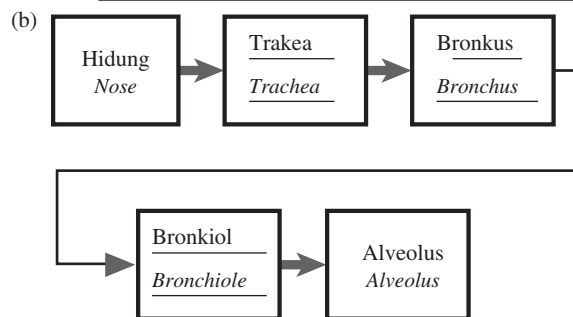 (b)
Hidung
Nose
Trakea
Trachea
Bronkus
Bronchus
Bronkiol
Bronchiole
Alveolus
Alveolus